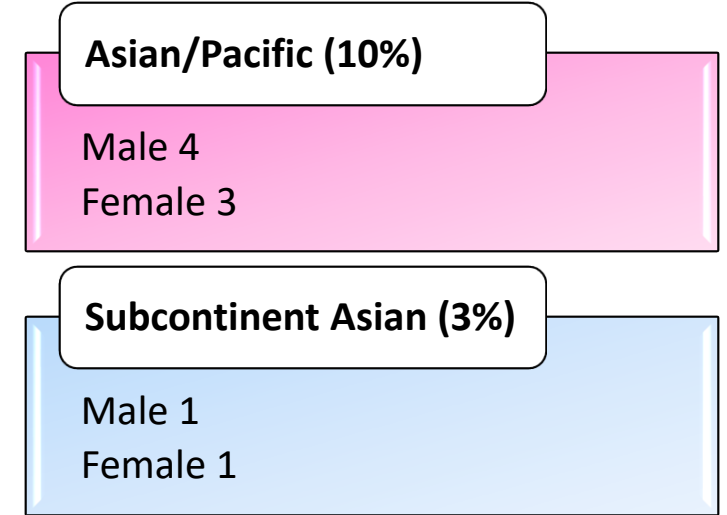 Asian/Pacific (10%)
Male 4
Female 3
Subcontinent Asian (3%)
Male 1
Female 1